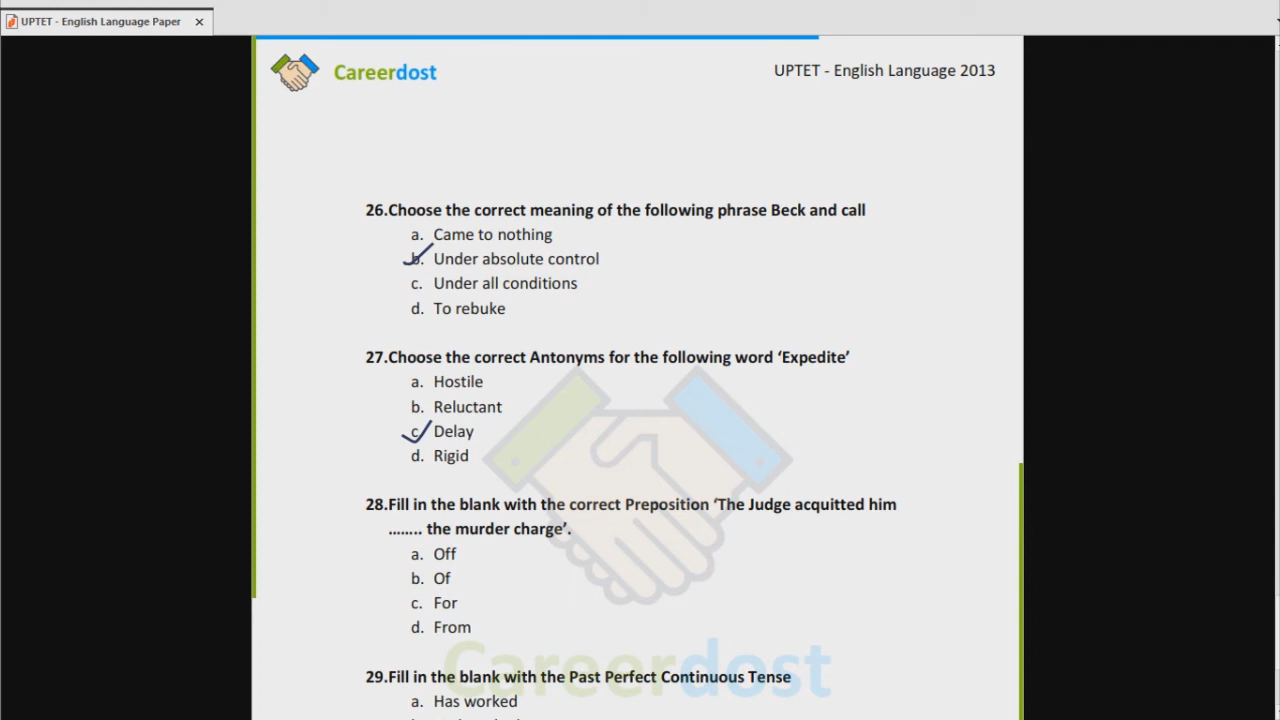 UPTET - English Language Paper
Careerdost
UPTET - English Language 2013
26.Choose the correct meaning of the following phrase Beck and call
a. Came to nothing
b. Under absolute control
c. Under all conditions
d. To rebuke
27.Choose the correct Antonyms for the following word ‘Expedite’
a. Hostile
b. Reluctant
c. Delay
d. Rigid
28.Fill in the blank with the correct Preposition ‘The Judge acquitted him
........ the murder charge’.
a. Off
b. Of
c. For
d. From
Careerdost
29.Fill in the blank with the Past Perfect Continuous Tense
a. Has worked